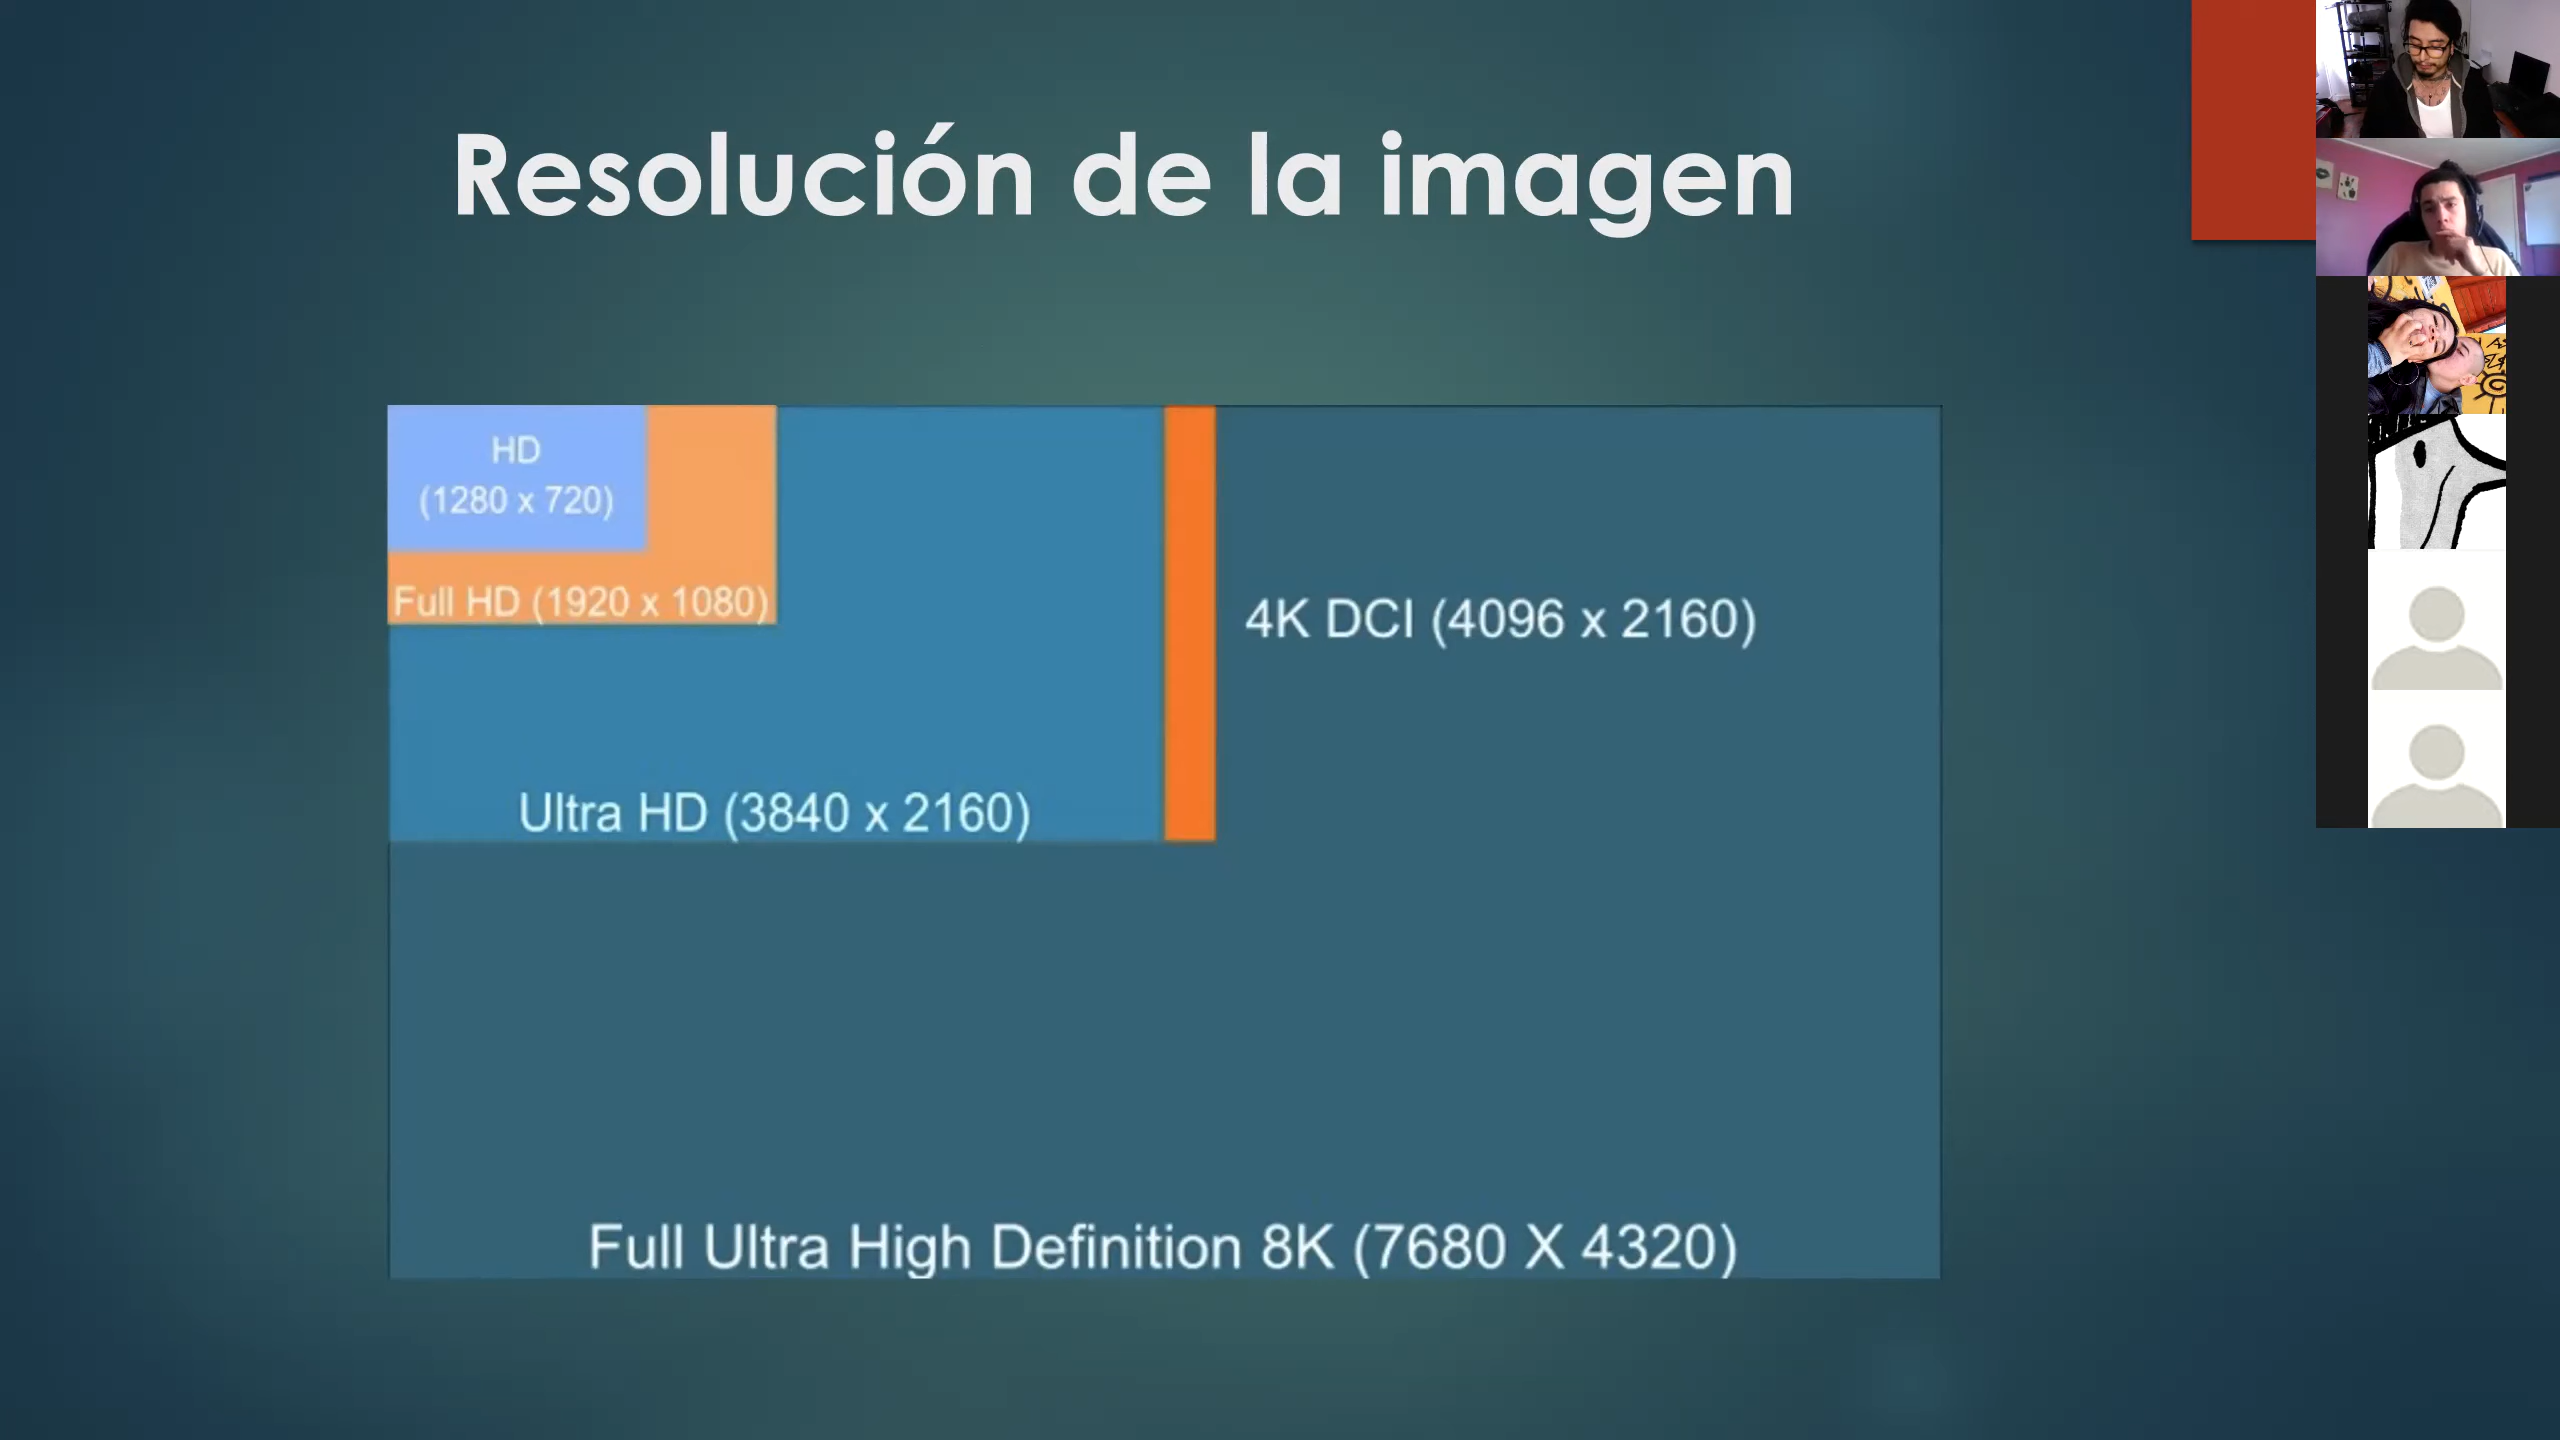 Resolución de la imagen
HD
(1280 x 720)
Full HD (1920 x 1080)
4K DCI (4096 x 2160)
Ultra HD (3840 x 2160)
Full Ultra High Definition 8K (7680 X 4320)